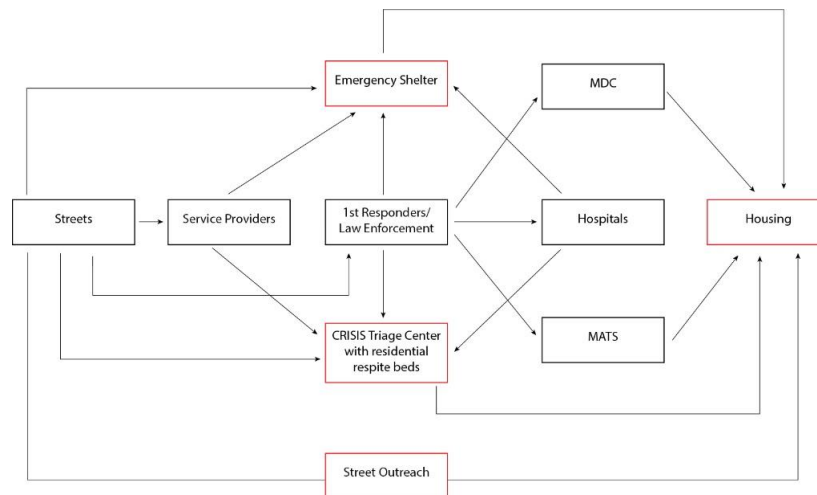 Emergency Shelter
MDC
Streets
Service Providers
1st Responders/
Law Enforcement
Hospitals
Housing
CRISIS Triage Center
with residential
respite beds
MATS
Street Outreach